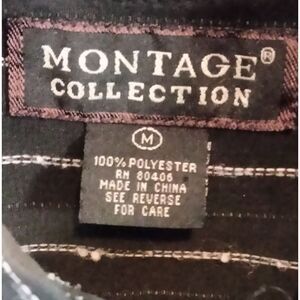 MONTAGE®
COLLECTION
M
100% POLYESTER
RN 80406
MADE IN CHINA
SEE REVERSE
FOR CARE